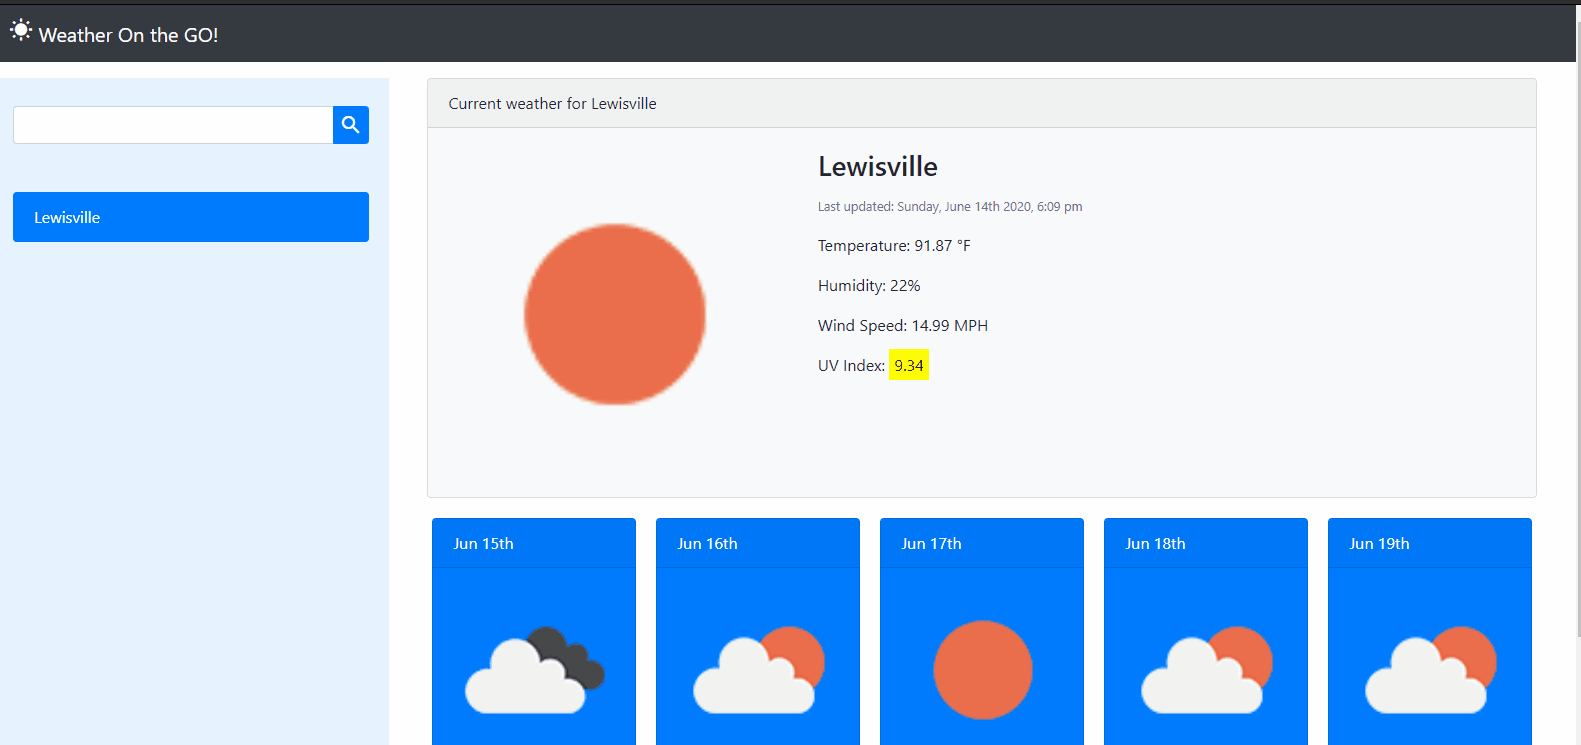 Weather On the GO!
Lewisville
Current weather for Lewisville
Lewisville
Last updated: Sunday, June 14th 2020, 6:09 pm
Temperature: 91.87 °F
Humidity: 22%
Wind Speed: 14.99 MPH
UV Index: 9.34
Jun 15th
Jun 16th
Jun 17th
Jun 18th
Jun 19th